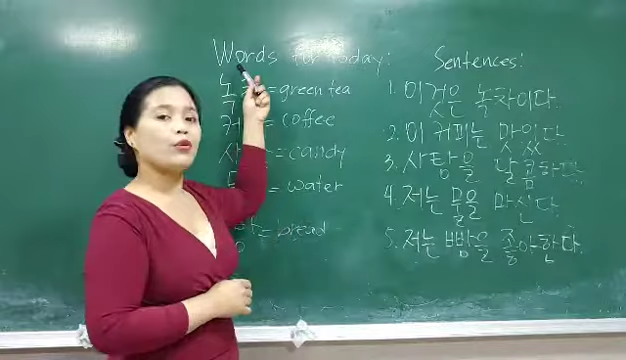 Words for today:
= green tea
= coffee
= candy
= water
= bread
Sentences:
1. 이것은 녹차이다.
2. 이 커피는 맛있다.
3. 사탕을 달콤하다.
4. 저는 물을 마신다.
5. 저는 빵을 좋아한다.